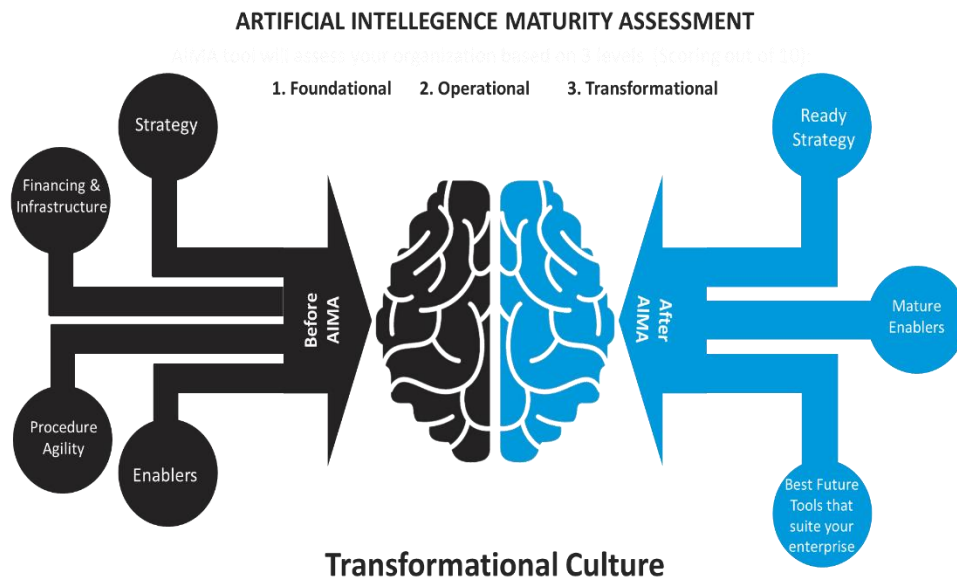 ARTIFICIAL INTELLEGENCE MATURITY ASSESSMENT
AIMA tool will assess your organisation based on 3 levels. (Scoring out of 10)
1. Foundational 2. Operational 3. Transformational
Strategy
Financing &
Infrastructure
Procedure
Agility
Enablers
Before
AIMA
After
AIMA
Ready
Strategy
Mature
Enablers
Best Future
Tools that
suite your
enterprise
Transformational Culture